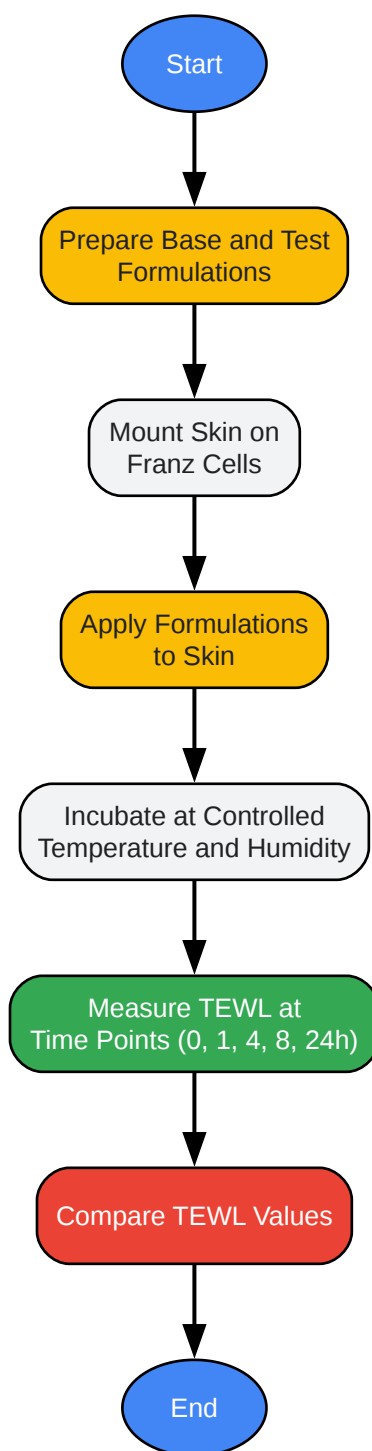 Start
Prepare Base and Test
Formulations
Mount Skin on
Franz Cells
Apply Formulations
to Skin
Incubate at Controlled
Temperature and Humidity
Measure TEWL at
Time Points (0, 1, 4, 8, 24h)
Compare TEWL Values
End